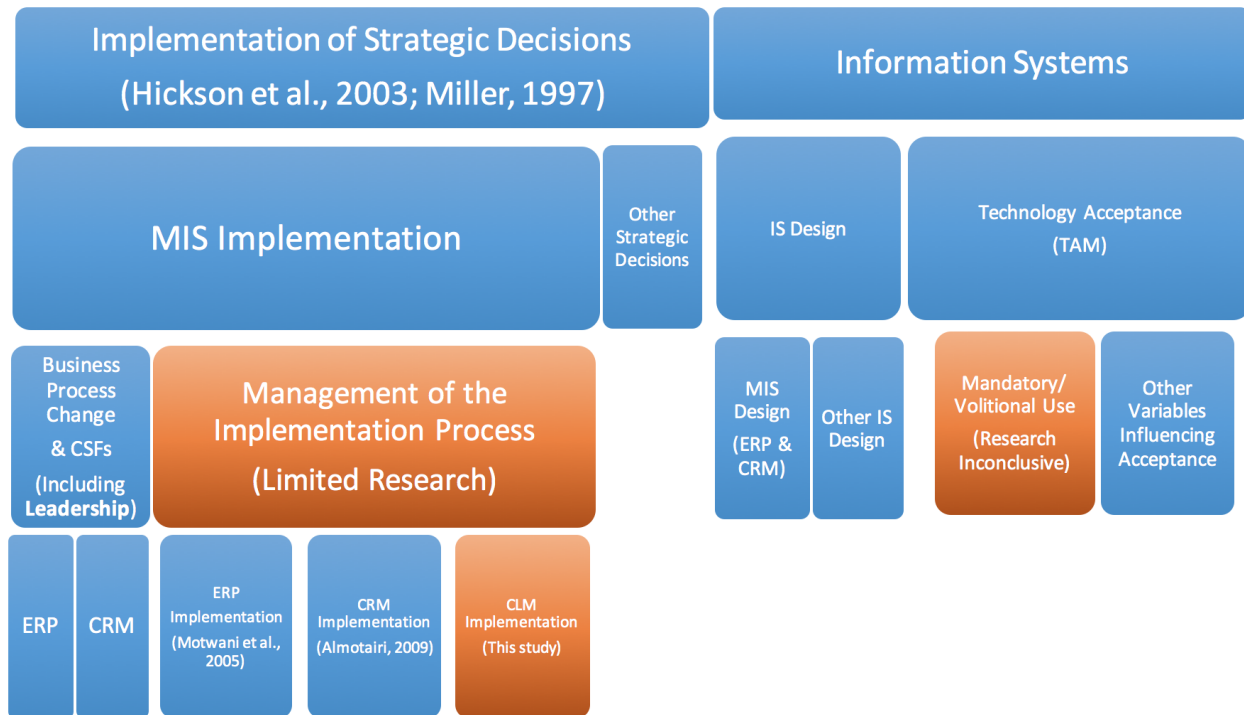 Implementation of Strategic Decisions
(Hickson et al., 2003; Miller, 1997)
Information Systems
MIS Implementation
Other
Strategic
Decisions
IS Design
Technology Acceptance
(TAM)
Business
Process
Change
& CSFs
(Including
Leadership)
Management of the
Implementation Process
(Limited Research)
MIS
Design
(ERP &
CRM)
Other IS
Design
Mandatory/
Volitional Use
(Research
Inconclusive)
Other
Variables
Influencing
Acceptance
ERP
CRM
ERP
Implementation
(Motwani et al.,
2005)
CRM
Implementation
(Almotairi, 2009)
CLM
Implementation
(This study)